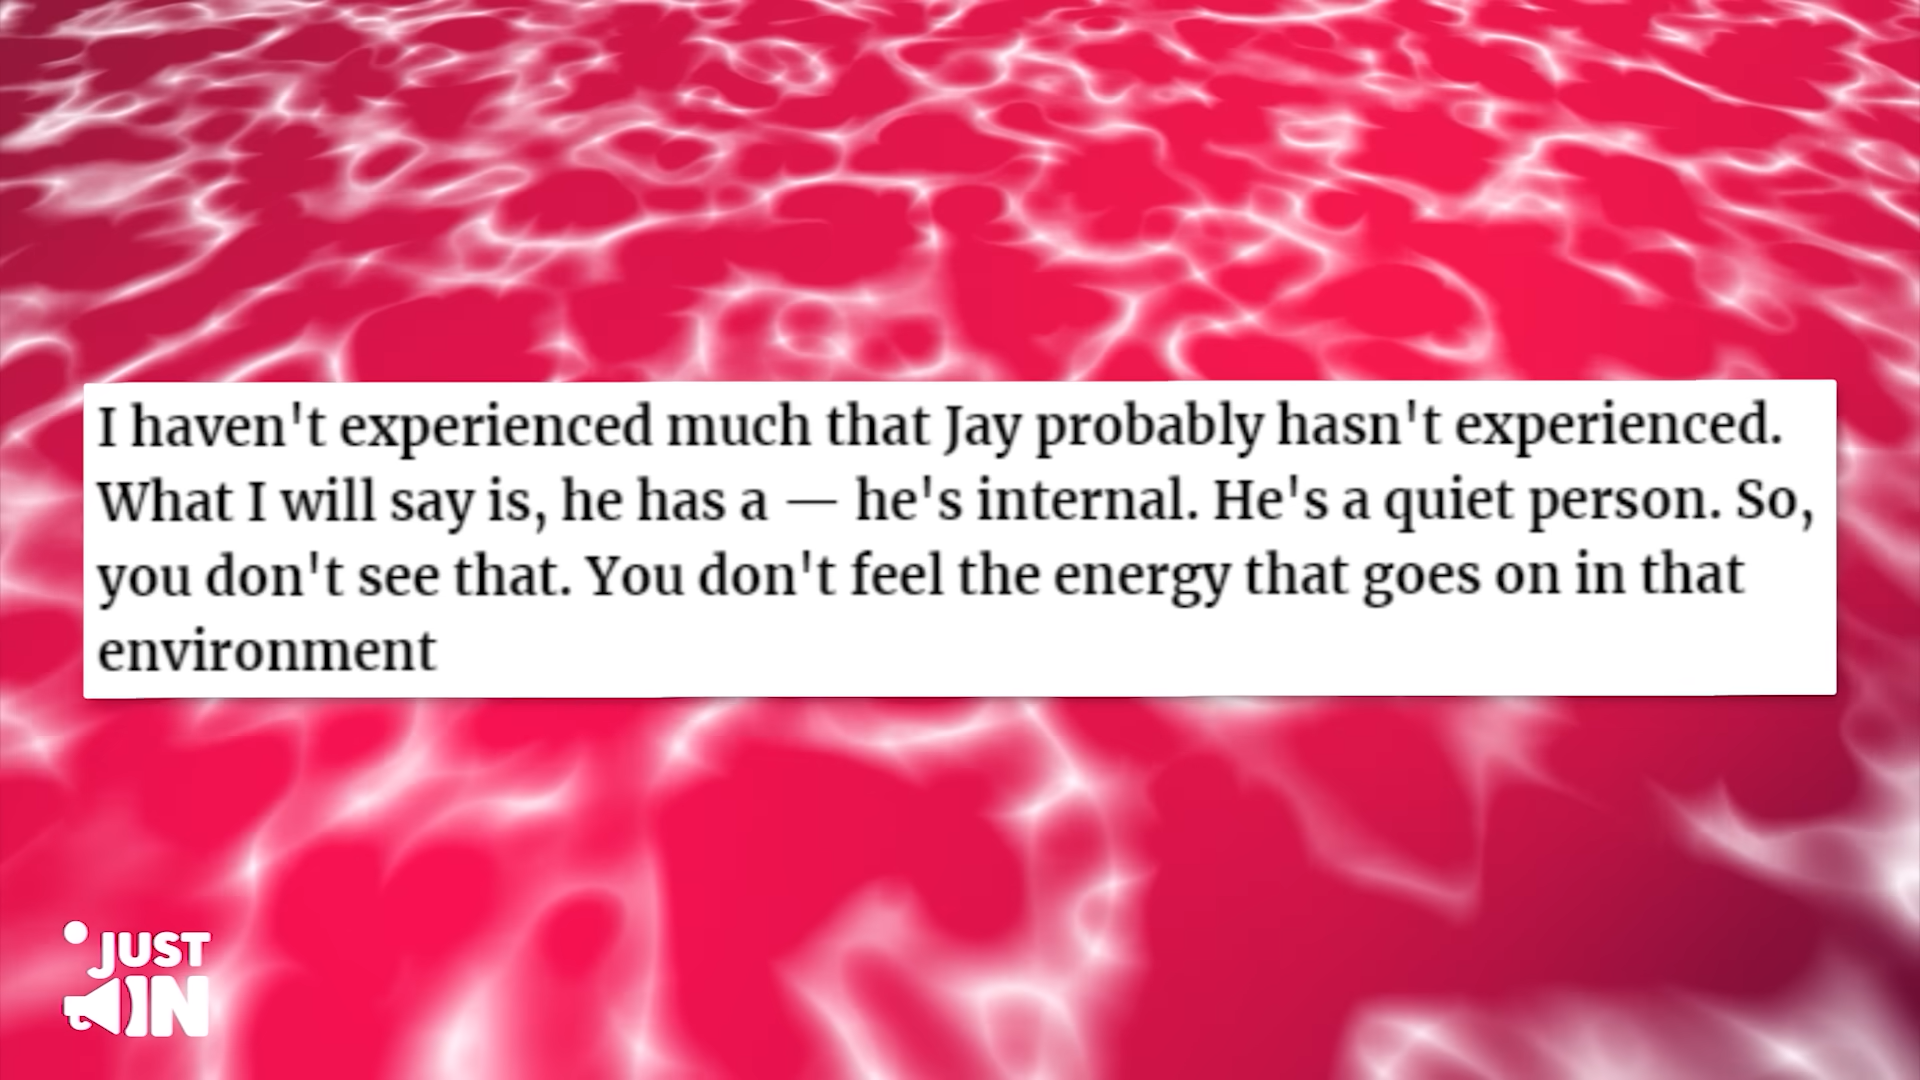 I haven't experienced much that Jay probably hasn't experienced.
What I will say is, he has a — he's internal. He's a quiet person. So,
you don't see that. You don't feel the energy that goes on in that
environment
JUST
IN